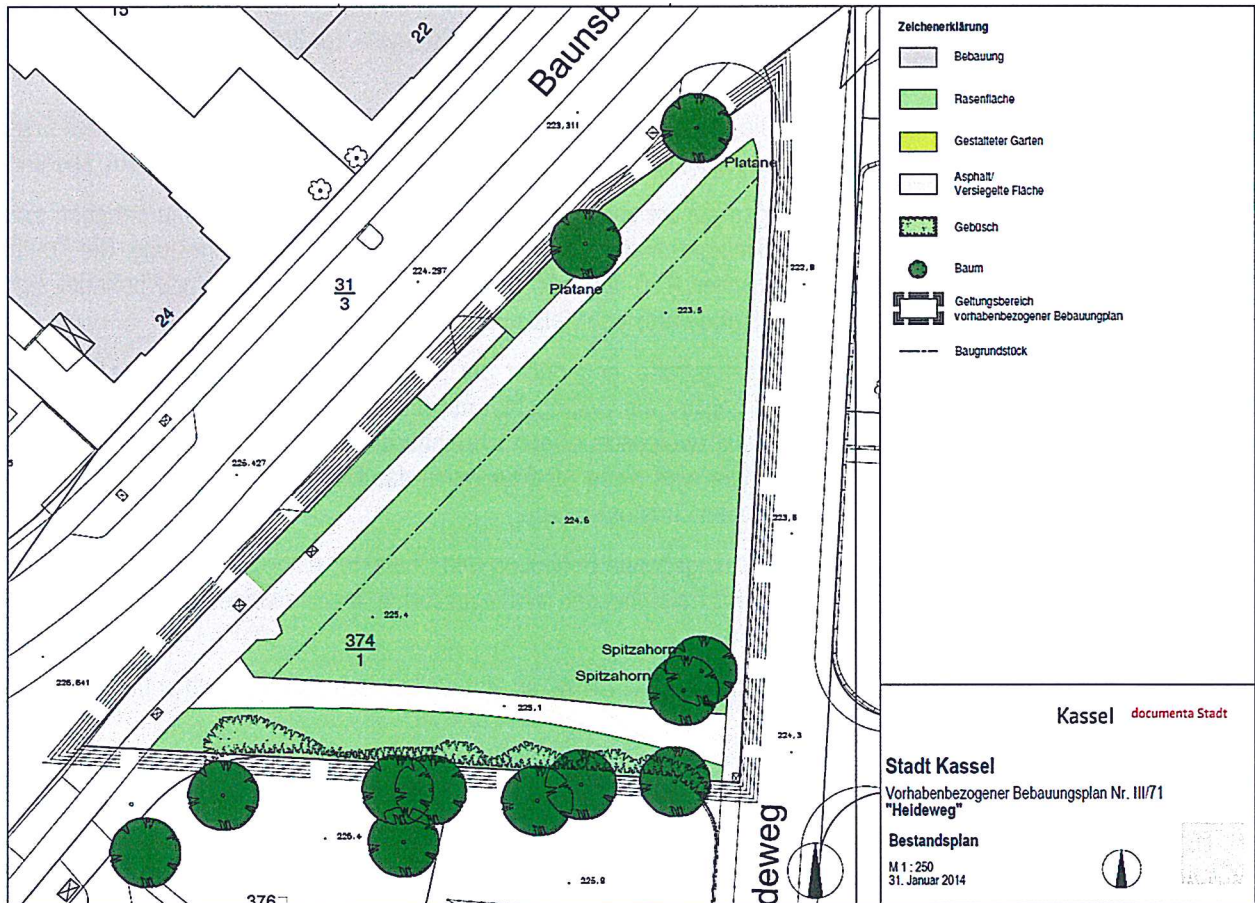 15
22
Baunsb
223,311
Platane
Platane
31
3
224.297
24
222,8
223,5
225.427
224,6
223,8
225,4
374
1
Spitzahorn
Spitzahorn
226.641
225.1
224,3
226.4
225.9
376
deweg
Zeichenerklärung
Bebauung
Rasenfläche
Gestalteter Garten
Asphalt/
Versiegelte Fläche
Gebüsch
Baum
Geltungsbereich
vorhabenbezogener Bebauungplan
Baugrundstück
Kassel documenta Stadt
Stadt Kassel
Vorhabenbezogener Bebauungsplan Nr. III/71
"Heideweg"
Bestandsplan
M 1 : 250
31. Januar 2014